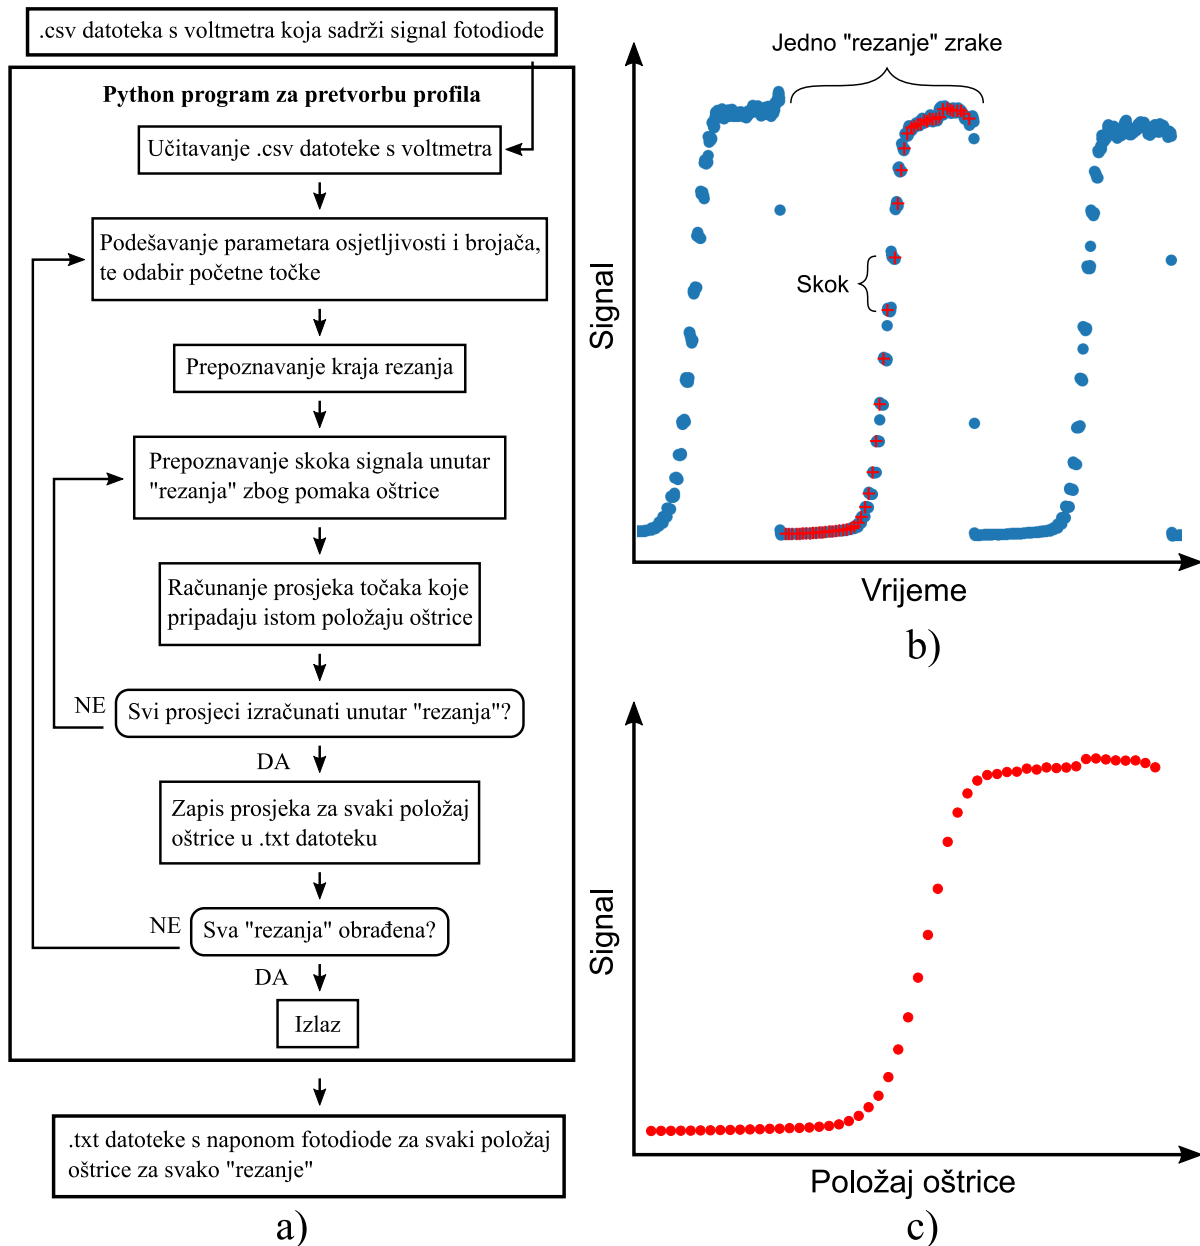 .csv datoteka s voltmetra koja sadrži signal fotodiode
Python program za pretvorbu profila
Učitavanje .csv datoteke s voltmetra
Podešavanje parametara osjetljivosti i brojača,
te odabir početne točke
Prepoznavanje kraja rezanja
Prepoznavanje skoka signala unutar
"rezanja" zbog pomaka oštrice
Računanje prosjeka točaka koje
pripadaju istom položaju oštrice
NE
Svi prosjeci izračunati unutar "rezanja"?
DA
Zapis prosjeka za svaki položaj
oštrice u .txt datoteku
NE
Sva "rezanja" obrađena?
DA
Izlaz
.txt datoteke s naponom fotodiode za svaki položaj
oštrice za svako "rezanje"
a)
Jedno "rezanje" zrake
Skok
Signal
Vrijeme
b)
Signal
Položaj oštrice
c)